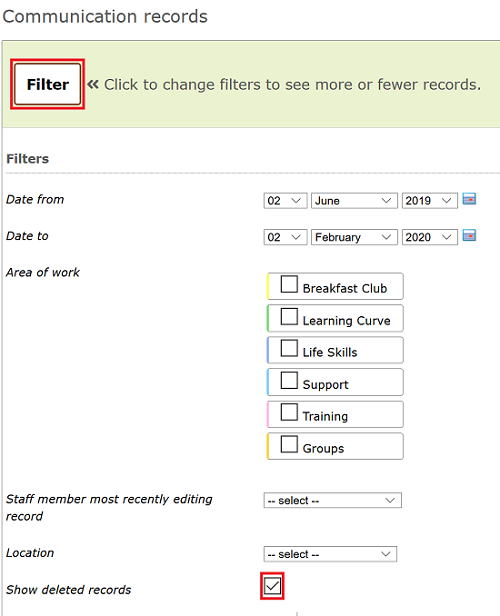 Communication records
Filter « Click to change filters to see more or fewer records.
Filters
Date from 02 June 2019
Date to 02 February 2020
Area of work
Breakfast Club
Learning Curve
Life Skills
Support
Training
Groups
Staff member most recently editing -- select --
record
Location -- select --
Show deleted records